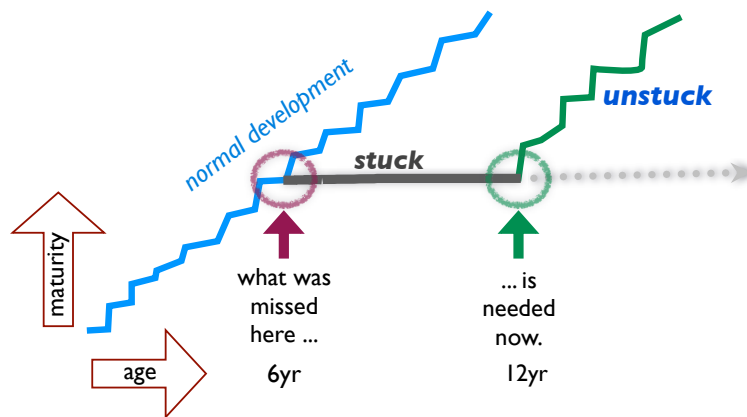 normal development
unstuck
stuck
maturity
what was
missed
here ...
... is
needed
now.
age
6yr
12yr